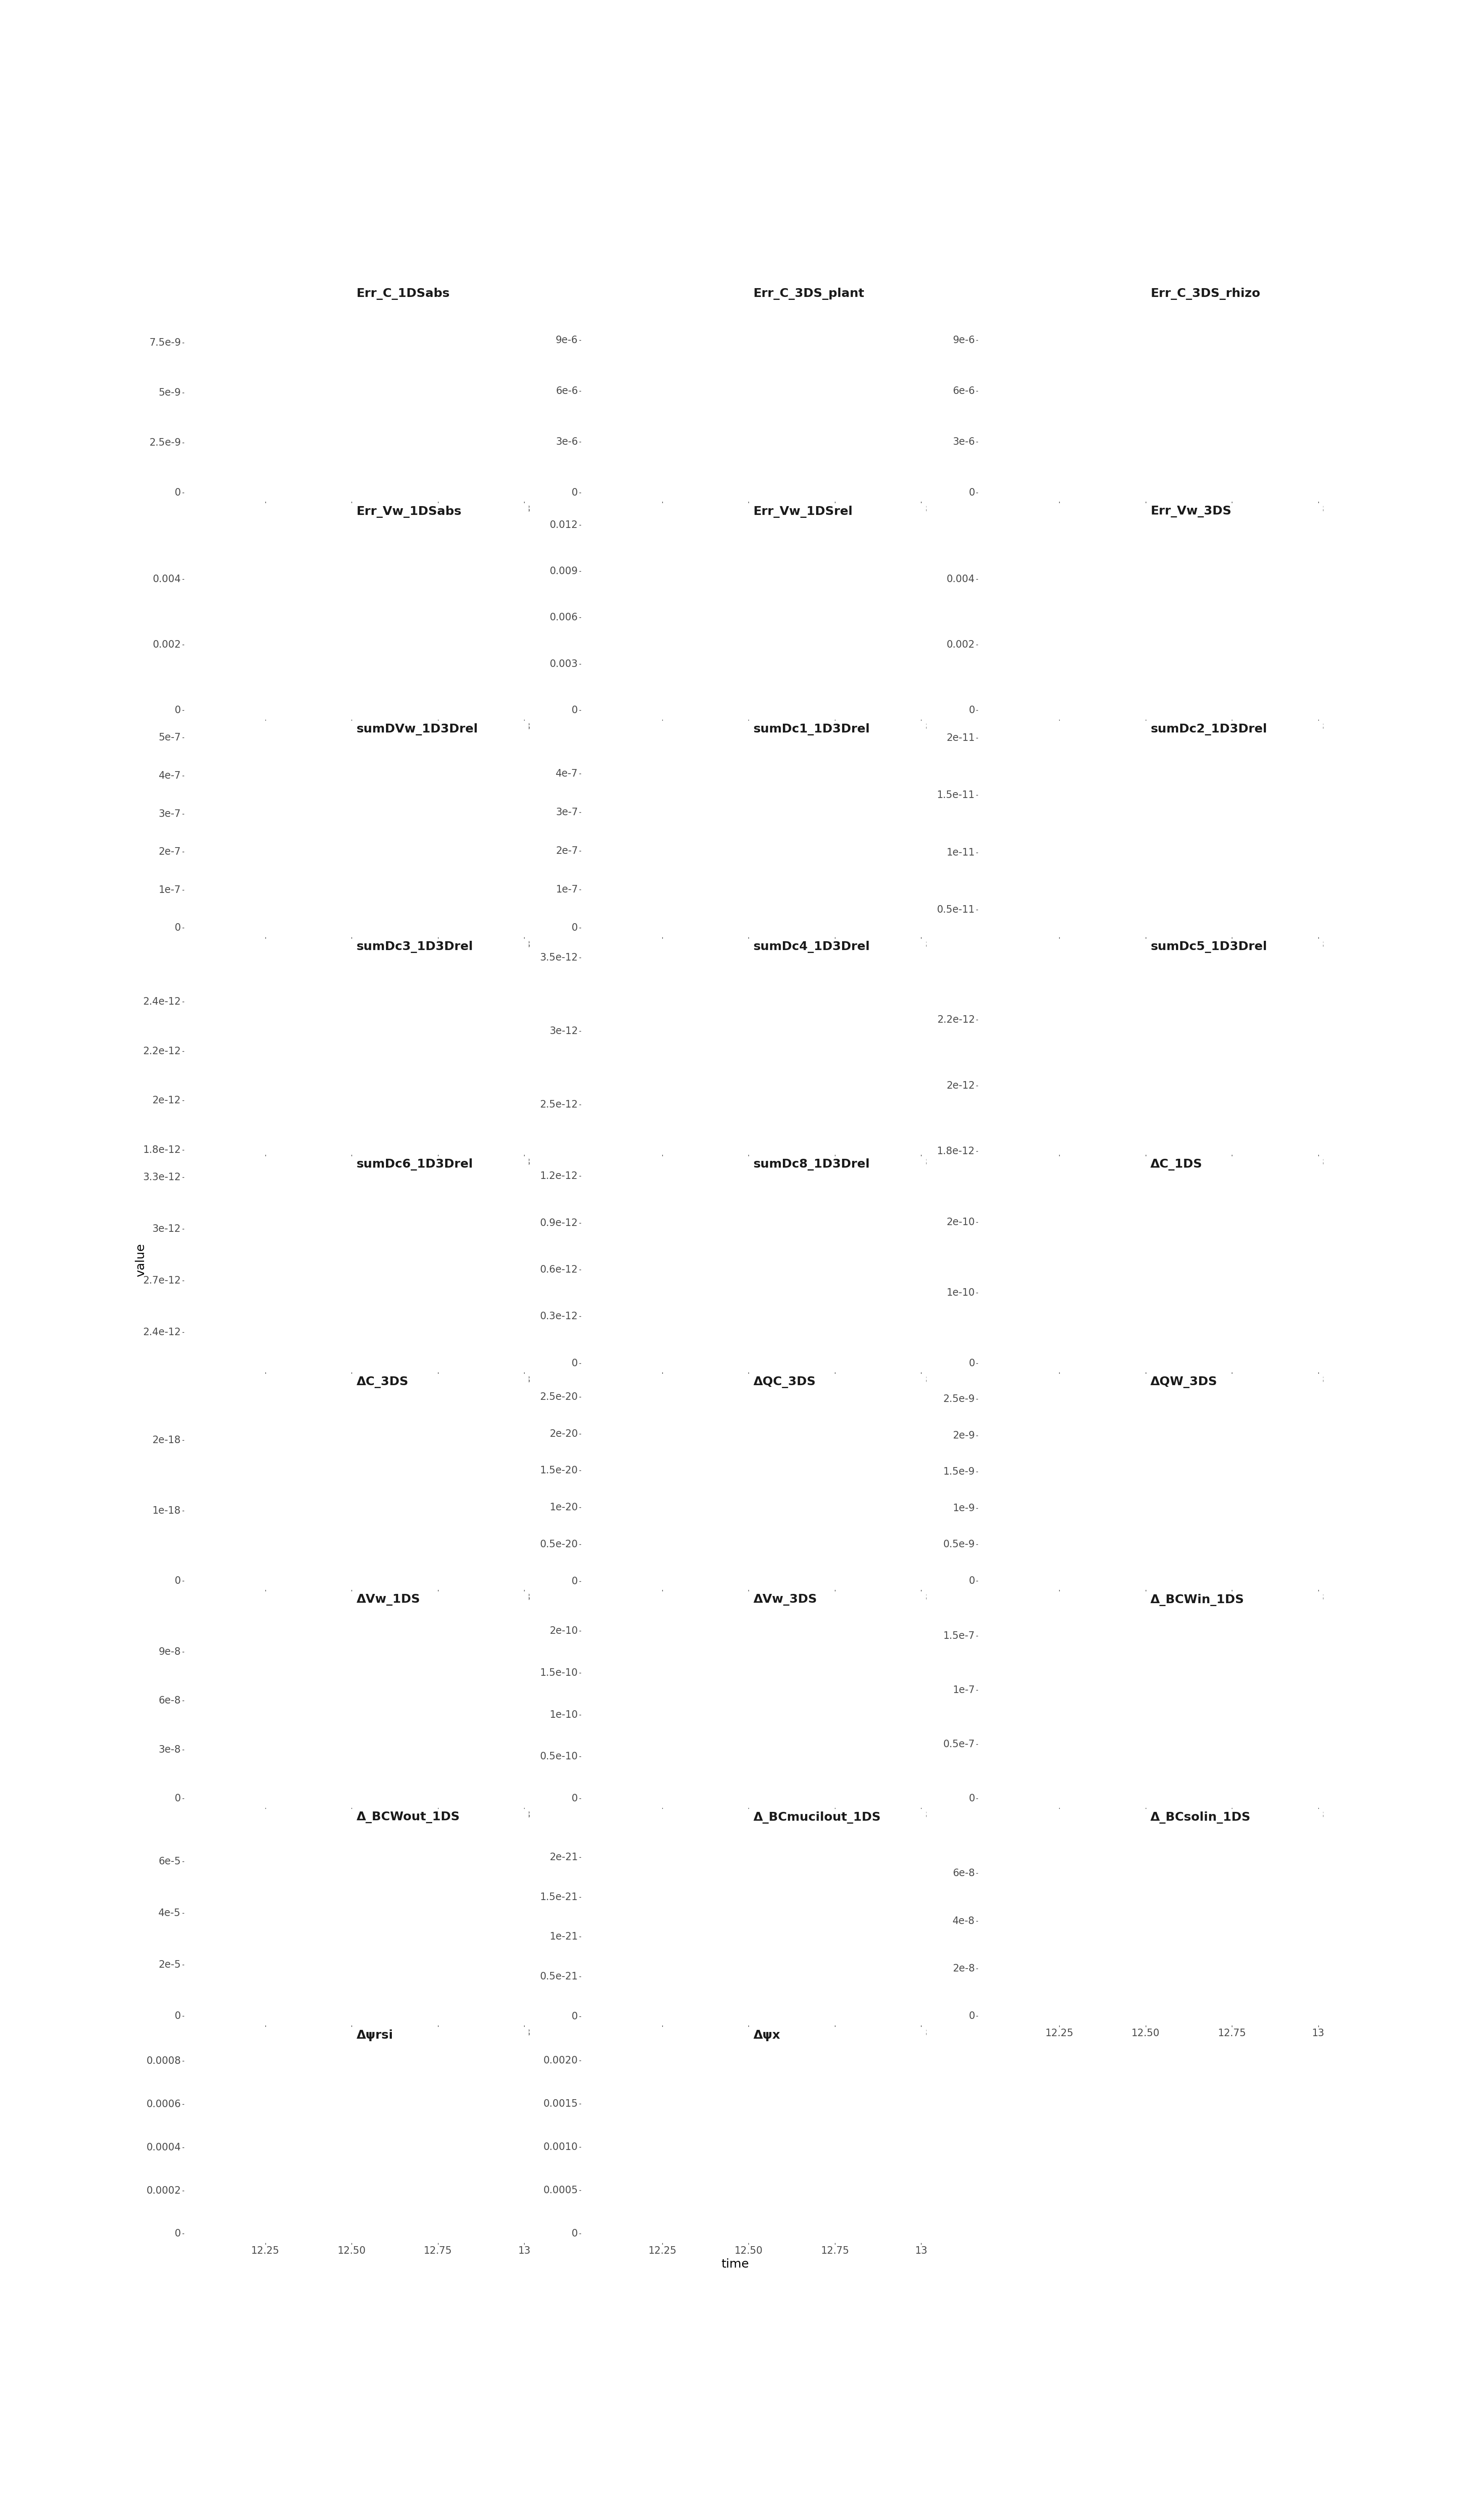 Err_C_1DSabs Err_C_3DS_plant Err_C_3DS_rhizo
7.5e-9 9e-6 9e-6
5e-9 6e-6 6e-6
2.5e-9 3e-6 3e-6
0 0 0
Err_Vw_1DSabs Err_Vw_1DSrel Err_Vw_3DS
0.012
0.004 0.009 0.004
0.006
0.002 0.003 0.002
0 0 0
sumDVw_1D3Drel sumDc1_1D3Drel sumDc2_1D3Drel
5e-7 2e-11
4e-7 4e-7 1.5e-11
3e-7 3e-7
2e-7 2e-7 1e-11
1e-7 1e-7 0.5e-11
0 0
sumDc3_1D3Drel sumDc4_1D3Drel sumDc5_1D3Drel
3.5e-12
2.4e-12 2.2e-12
3e-12
2.2e-12 2e-12
2e-12 2.5e-12
1.8e-12 1.8e-12
sumDc6_1D3Drel sumDc8_1D3Drel ΔC_1DS
3.3e-12 1.2e-12
3e-12 0.9e-12 2e-10
value
2.7e-12 0.6e-12 1e-10
2.4e-12 0.3e-12
0 0
ΔC_3DS ΔQC_3DS ΔQW_3DS
2.5e-20 2.5e-9
2e-18 2e-20 2e-9
1.5e-20 1.5e-9
1e-18 1e-20 1e-9
0.5e-20 0.5e-9
0 0 0
ΔVw_1DS ΔVw_3DS Δ_BCWin_1DS
2e-10 1.5e-7
9e-8 1.5e-10
6e-8 1e-10 1e-7
3e-8 0.5e-10 0.5e-7
0 0 0
Δ_BCWout_1DS Δ_BCmucilout_1DS Δ_BCsolin_1DS
6e-5 2e-21 6e-8
4e-5 1.5e-21 4e-8
1e-21
2e-5 0.5e-21 2e-8
0 0 0
12.25 12.50 12.75 13
Δψrsi Δψx
0.0008 0.0020
0.0006 0.0015
0.0004 0.0010
0.0002 0.0005
0 0
12.25 12.50 12.75 13 12.25 12.50 12.75 13
time